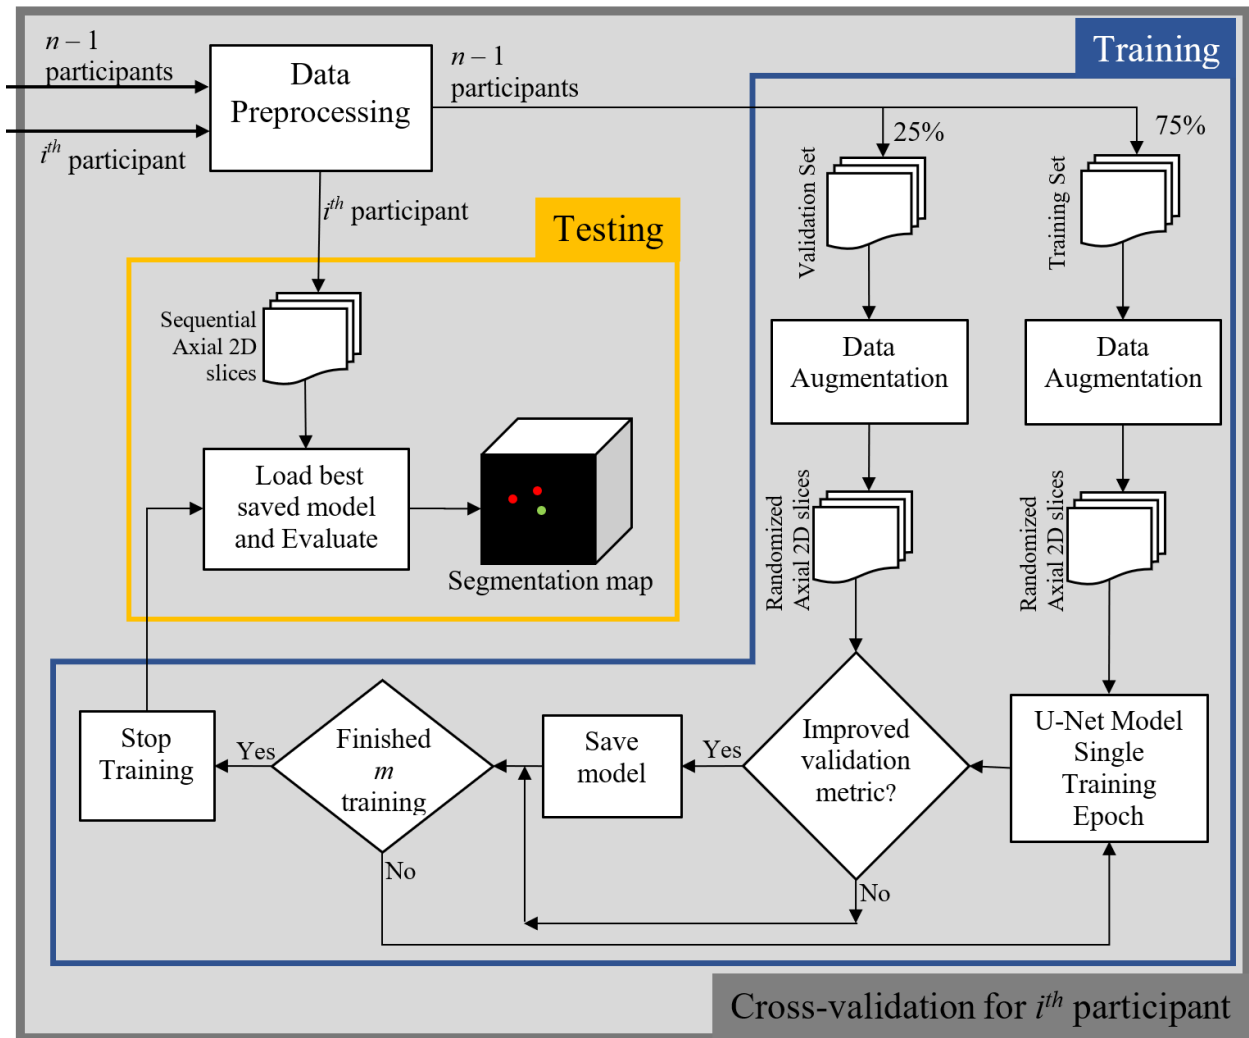 n – 1
participants
i^th participant
Data
Preprocessing
n – 1
participants
Training
25%
75%
Validation Set
Training Set
i^th participant
Testing
Sequential
Axial 2D
slices
Data
Augmentation
Data
Augmentation
Load best
saved model
and Evaluate
Segmentation map
Randomized
Axial 2D slices
Randomized
Axial 2D slices
Stop
Training
Yes
Finished
m
training
No
Save
model
Yes
Improved
validation
metric?
No
U-Net Model
Single
Training
Epoch
Cross-validation for i^th participant